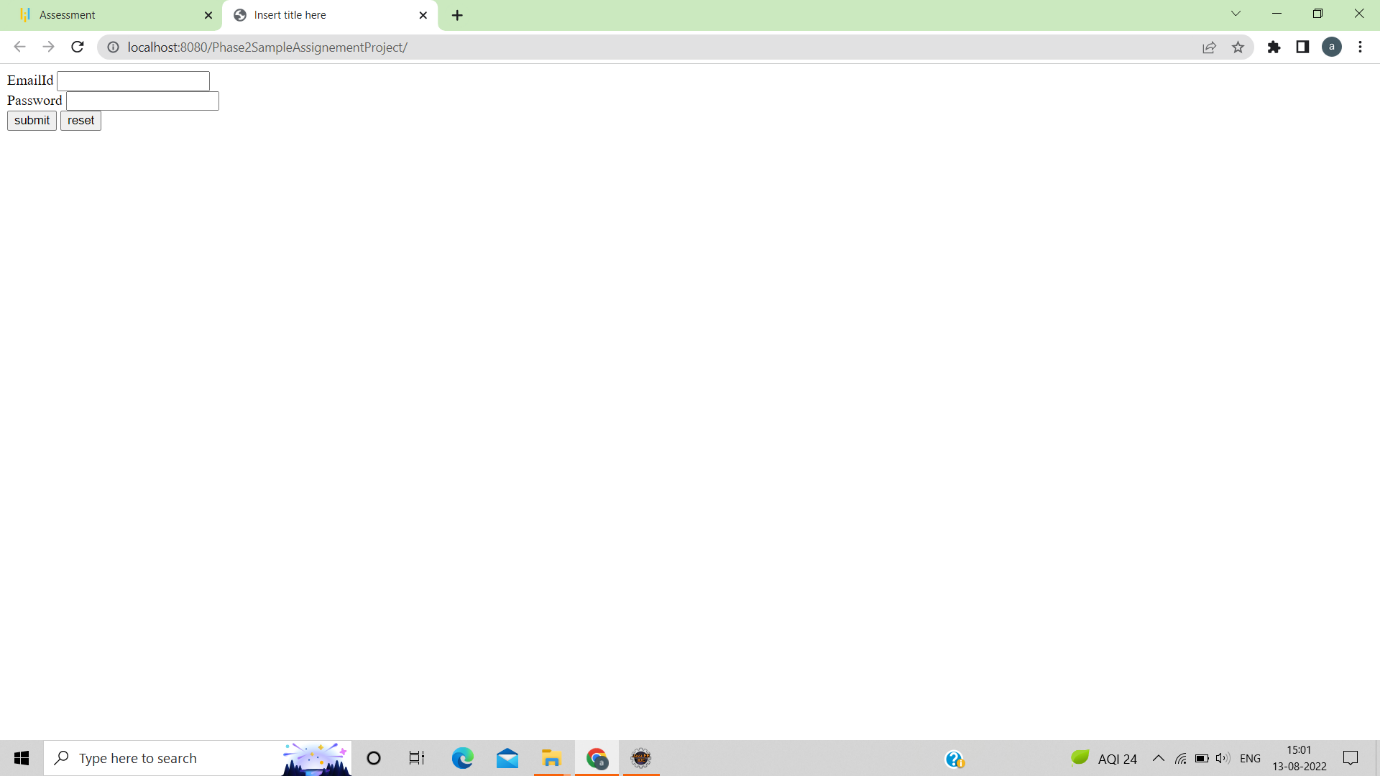 Assessment
Insert title here
localhost:8080/Phase2SampleAssignementProject/
a
EmailId
Password
submit reset
Type here to search
AQI 24
ENG
15:01
13-08-2022